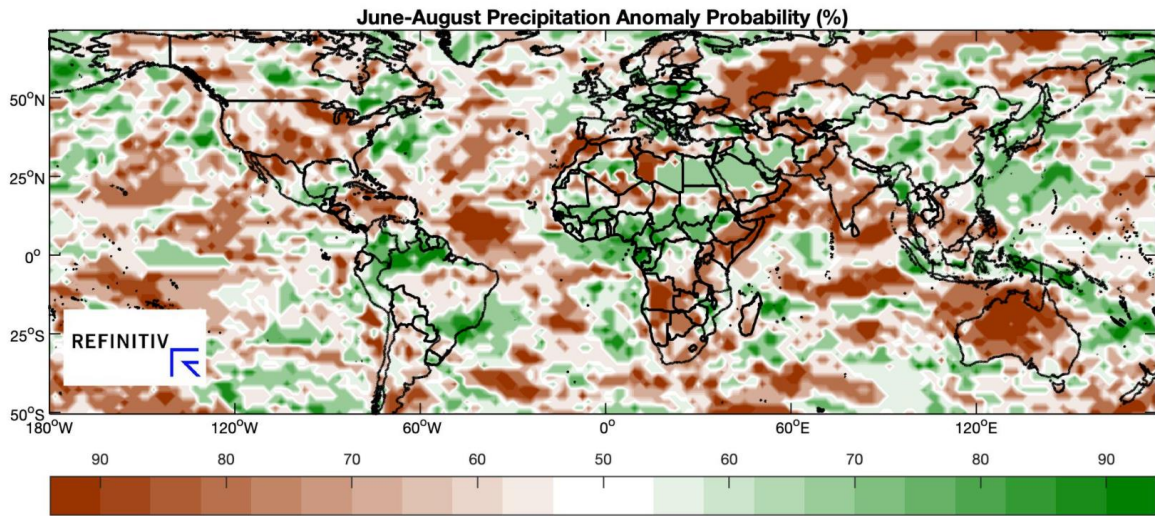 June-August Precipitation Anomaly Probability (%)
50°N
25°N
0°
25°S
50°S
REFINITIV
180°W 120°W 60°W 0° 60°E 120°E
90 80 70 60 50 60 70 80 90